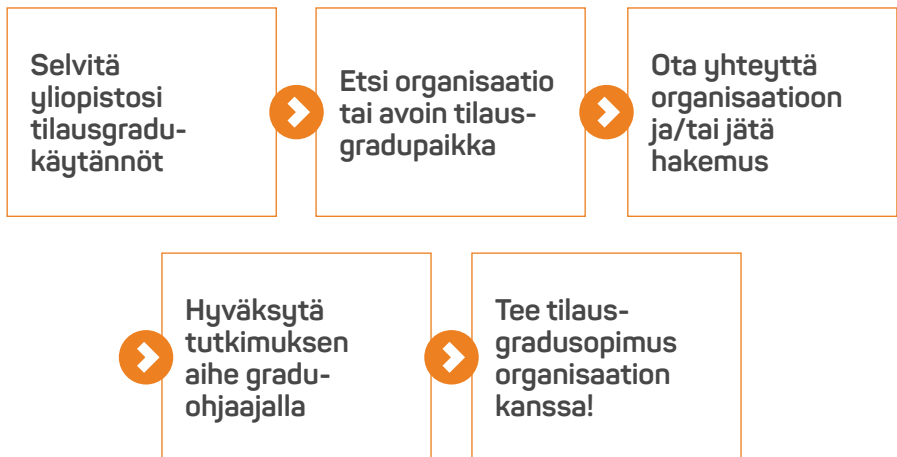 Selvitä
yliopistosi
tilausgradu-
käytännöt
Etsi organisaatio
tai avoin tilaus-
gradupaikka
Ota yhteyttä
organisaatioon
ja/tai jätä
hakemus
Hyväksytä
tutkimuksen
aihe gradu-
ohjaajalla
Tee tilaus-
gradusopimus
organisaation
kanssa!